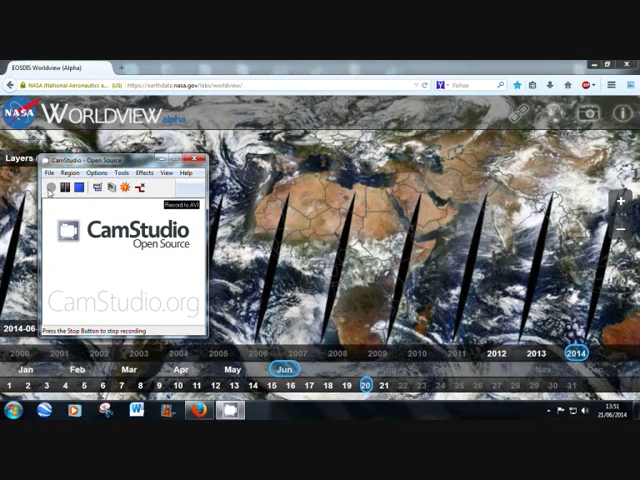 EOSDIS Worldview (Alpha)
NASA (National Aeronautics a...
https://earthdata.nasa.gov/labs/worldview/
Yahoo
NASA
WORLDVIEW alpha
Layers
CamStudio - Open Source
File Region Options Tools Effects View Help
Record to AVI
CamStudio
Open Source
CamStudio.org
Press the Stop Button to stop recording
2014-06
2000 2001 2002 2003 2004 2005 2006 2007 2008 2009 2010 2011 2012 2013 2014
Jan Feb Mar Apr May Jun Nov Dec
1 2 3 4 5 6 7 8 9 10 11 12 13 14 15 16 17 18 19 20 21 22 23 24 25 26 27 28 29 30 31
13:51
21/06/2014